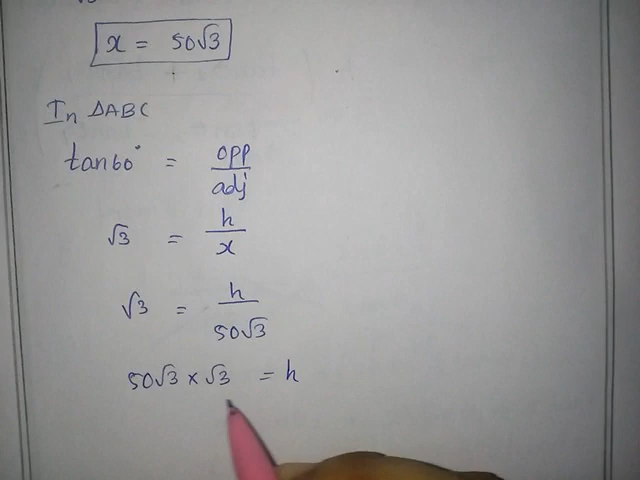 x = 50√3
In ΔABC
tan60° = opp/adj
√3 = h/x
√3 = h/50√3
50√3 × √3 = h